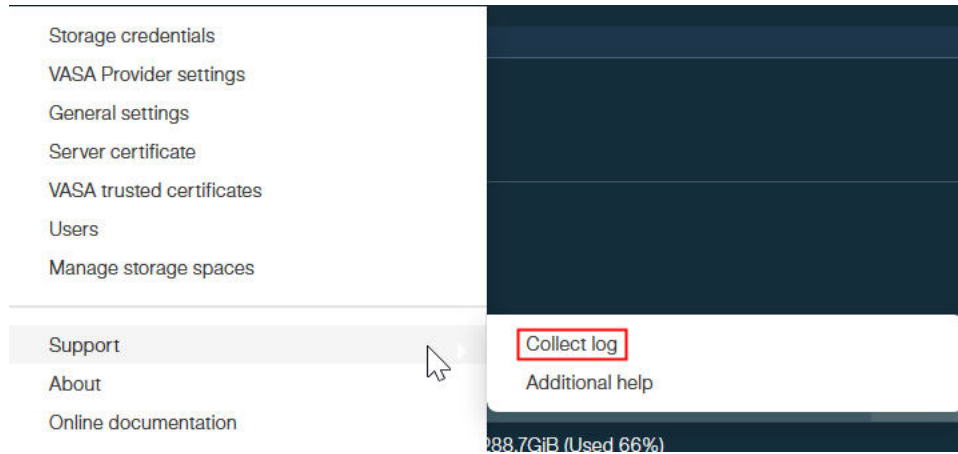 Storage credentials
VASA Provider settings
General settings
Server certificate
VASA trusted certificates
Users
Manage storage spaces
Support
Collect log
About
Additional help
Online documentation
288.7GiB (Used 66%)